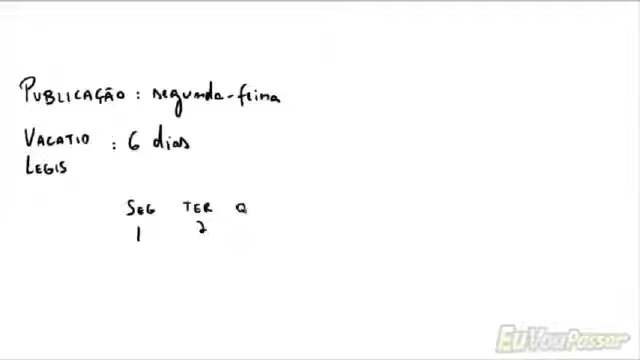 PUBLICAÇÃO : segunda-feira
VACATIO : 6 dias
LEGIS
SEG TER Q
1 2
EuVouPassar